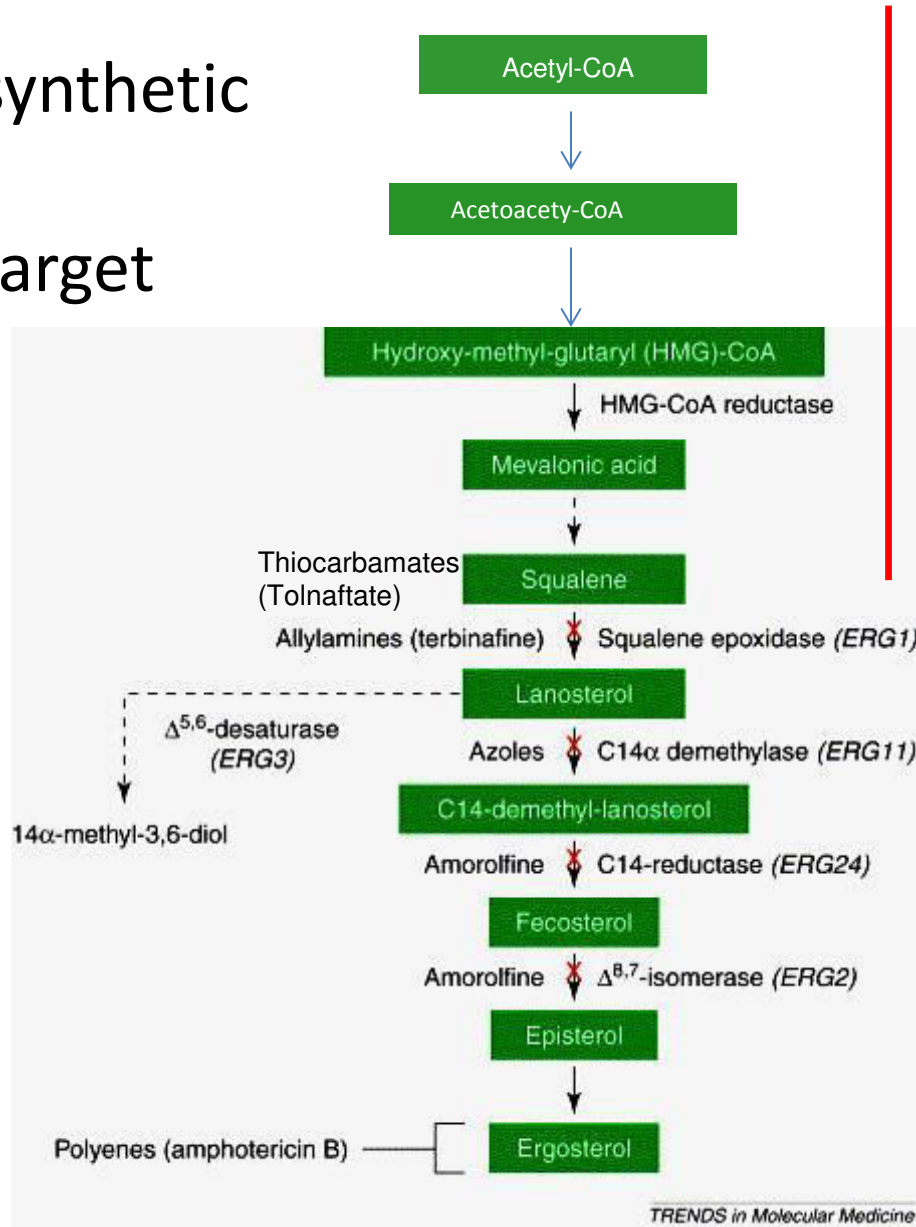 synthetic
arget
Acetyl-CoA
Acetoacety-CoA
Hydroxy-methyl-glutaryl (HMG)-CoA
HMG-CoA reductase
Mevalonic acid
Thiocarbamates
(Tolnaftate)
Squalene
Allylamines (terbinafine)
Squalene epoxidase (ERG1)
Lanosterol
Δ5,6-desaturase
(ERG3)
Azoles
C14α demethylase (ERG11)
14α-methyl-3,6-diol
C14-demethyl-lanosterol
Amorolfine
C14-reductase (ERG24)
Fecosterol
Amorolfine
Δ8,7-isomerase (ERG2)
Episterol
Polyenes (amphotericin B)
Ergosterol
TRENDS in Molecular Medicine